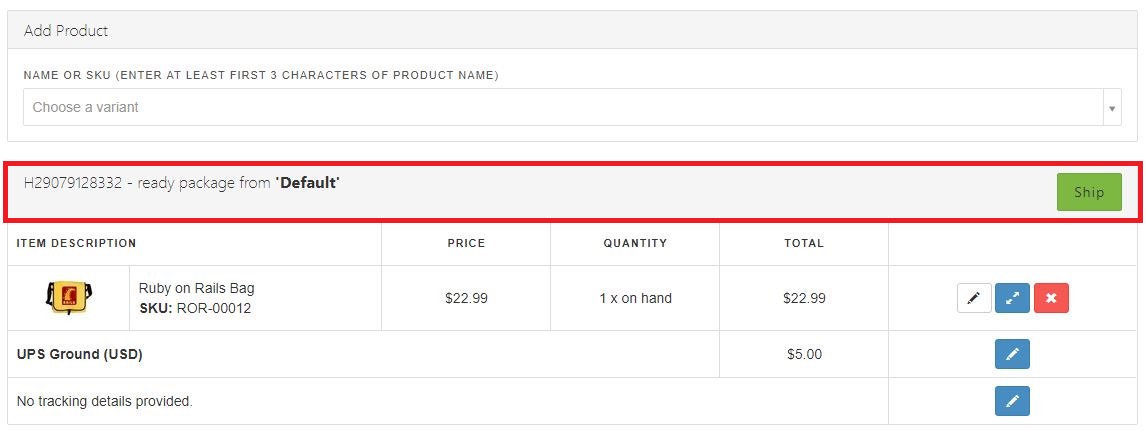 Add Product
NAME OR SKU (ENTER AT LEAST FIRST 3 CHARACTERS OF PRODUCT NAME)
Choose a variant
H29079128332 - ready package from 'Default'
Ship
ITEM DESCRIPTION PRICE QUANTITY TOTAL
Ruby on Rails Bag
SKU: ROR-00012
$22.99 1 x on hand $22.99
UPS Ground (USD) $5.00
No tracking details provided.